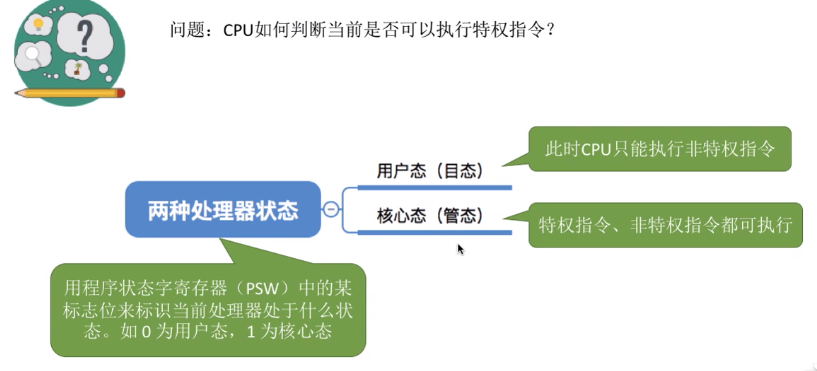 问题：CPU如何判断当前是否可以执行特权指令？
此时CPU只能执行非特权指令
用户态（目态）
两种处理器状态
核心态（管态）
特权指令、非特权指令都可执行
用程序状态字寄存器（PSW）中的某
标志位来标识当前处理器处于什么状
态。如 0 为用户态，1 为核心态